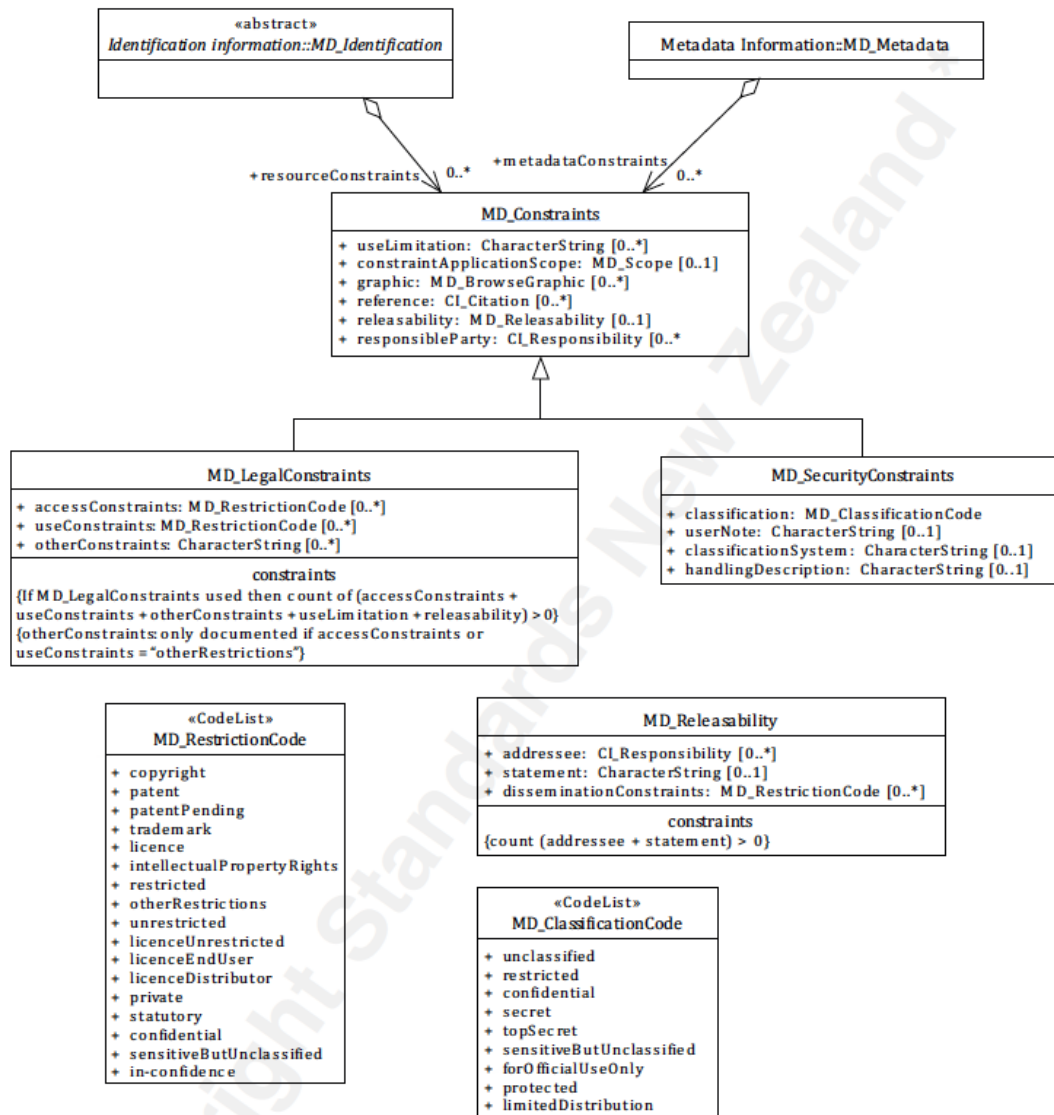 «abstract»
Identification information::MD_Identification
Metadata Information::MD_Metadata
+resourceConstraints
0..*
+metadataConstraints
0..*
MD_Constraints
+ useLimitation: CharacterString [0..*]
+ constraintApplicationScope: MD_Scope [0..1]
+ graphic: MD_BrowseGraphic [0..*]
+ reference: CI_Citation [0..*]
+ releasability: MD_Releasability [0..1]
+ responsibleParty: CI_Responsibility [0..*
MD_LegalConstraints
+ accessConstraints: MD_RestrictionCode [0..*]
+ useConstraints: MD_RestrictionCode [0..*]
+ otherConstraints: CharacterString [0..*]
constraints
{If MD_LegalConstraints used then count of (accessConstraints +
useConstraints + otherConstraints + useLimitation + releasability) > 0}
{otherConstraints: only documented if accessConstraints or
useConstraints = "otherRestrictions"}
MD_SecurityConstraints
+ classification: MD_ClassificationCode
+ userNote: CharacterString [0..1]
+ classificationSystem: CharacterString [0..1]
+ handlingDescription: CharacterString [0..1]
«CodeList»
MD_RestrictionCode
+ copyright
+ patent
+ patentPending
+ trademark
+ licence
+ intellectualPropertyRights
+ restricted
+ otherRestrictions
+ unrestricted
+ licenceUnrestricted
+ licenceEndUser
+ licenceDistributor
+ private
+ statutory
+ confidential
+ sensitiveButUnclassified
+ in-confidence
MD_Releasability
+ addressee: CI_Responsibility [0..*]
+ statement: CharacterString [0..1]
+ disseminationConstraints: MD_RestrictionCode [0..*]
constraints
{count (addressee + statement) > 0}
«CodeList»
MD_ClassificationCode
+ unclassified
+ restricted
+ confidential
+ secret
+ topSecret
+ sensitiveButUnclassified
+ forOfficialUseOnly
+ protected
+ limitedDistribution
right Standards New Zealand *